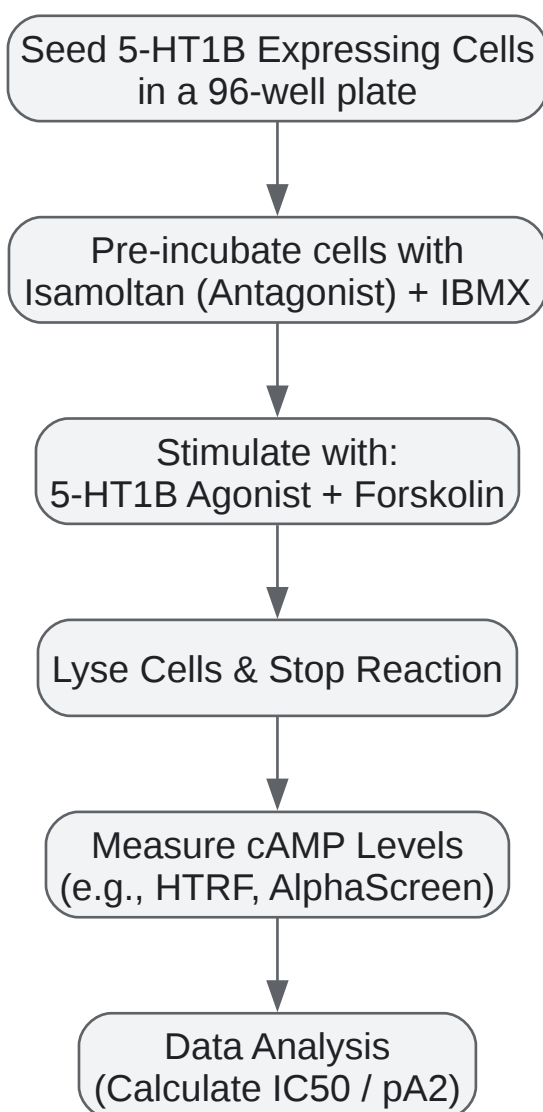 Seed 5-HT1B Expressing Cells
in a 96-well plate
Pre-incubate cells with
Isamoltan (Antagonist) + IBMX
Stimulate with:
5-HT1B Agonist + Forskolin
Lyse Cells & Stop Reaction
Measure cAMP Levels
(e.g., HTRF, AlphaScreen)
Data Analysis
(Calculate IC50 / pA2)